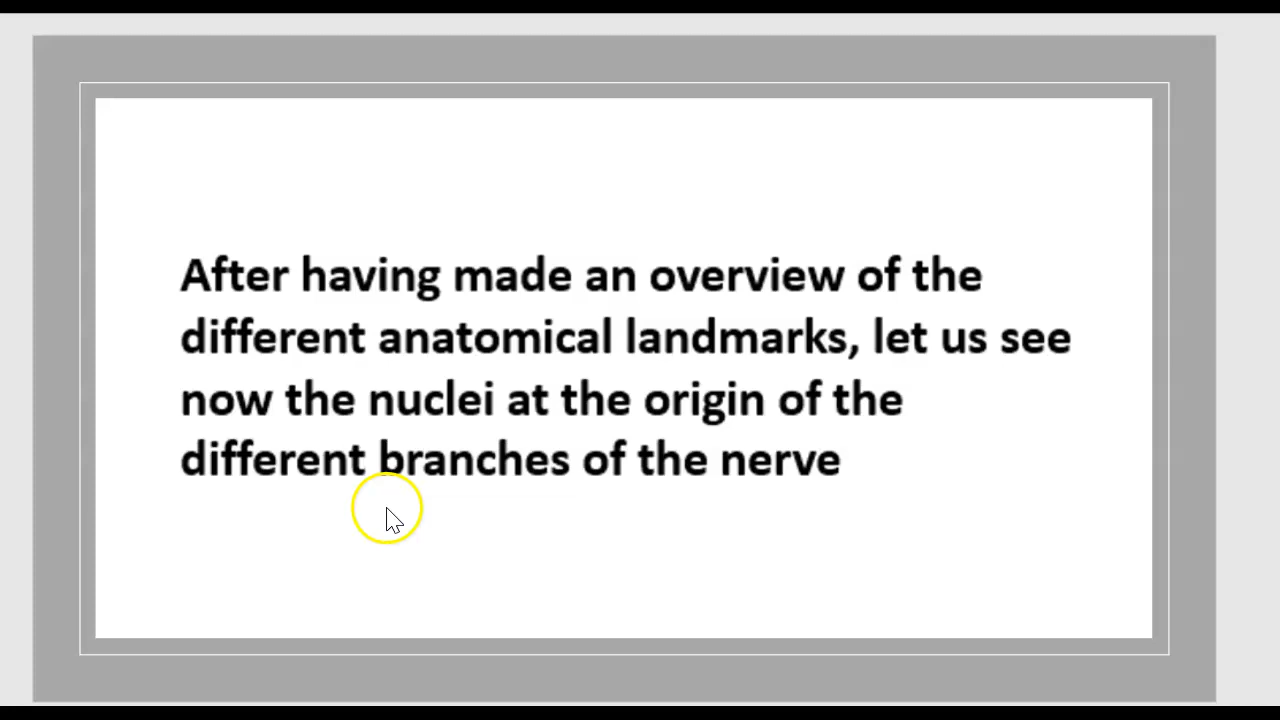 After having made an overview of the
different anatomical landmarks, let us see
now the nuclei at the origin of the
different branches of the nerve